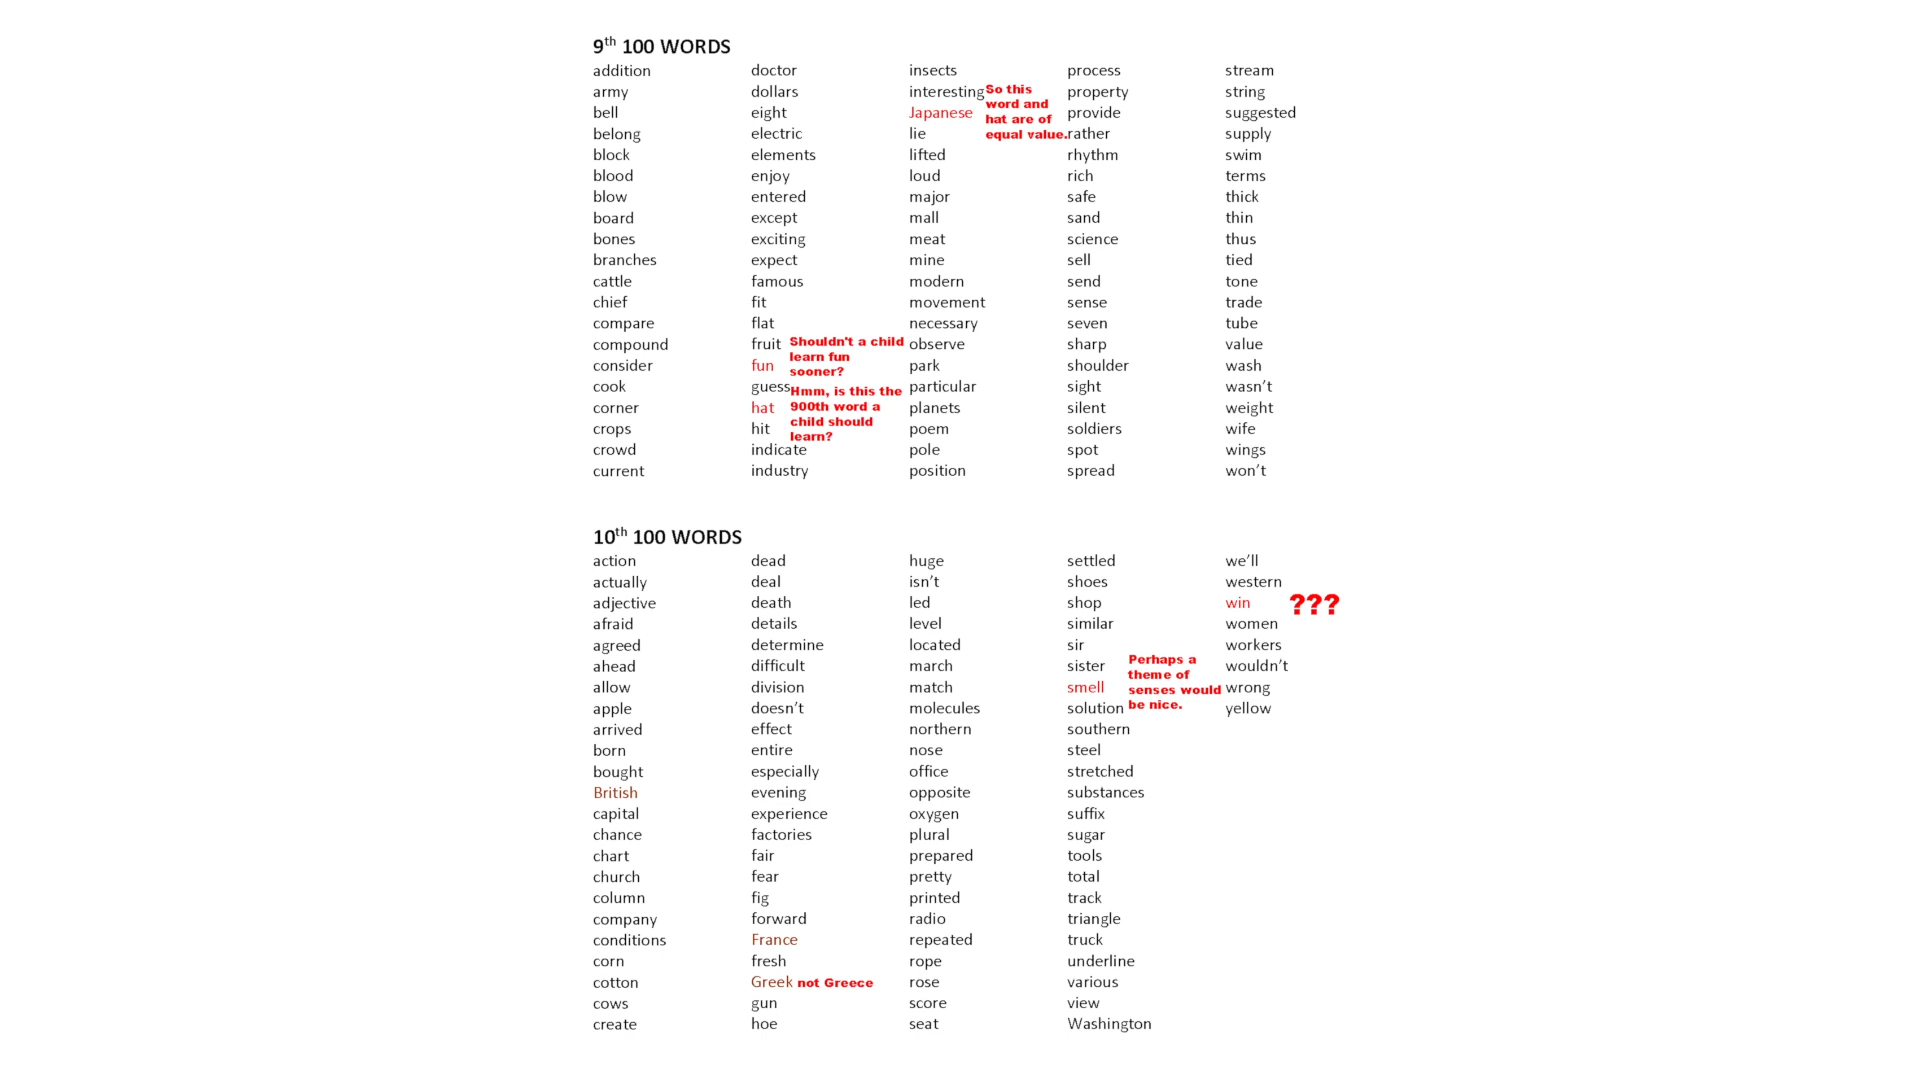 9th 100 WORDS
addition doctor insects process stream
army dollars interesting So this property string
bell eight Japanese word and hat are of provide suggested
belong electric lie equal value. rather supply
block elements lifted rhythm swim
blood enjoy loud rich terms
blow entered major safe thick
board except mall sand thin
bones exciting meat science thus
branches expect mine sell tied
cattle famous modern send tone
chief fit movement sense trade
compare flat necessary seven tube
compound fruit Shouldn't a child observe sharp value
consider fun learn fun sooner? park shoulder wash
cook guess Hmm, is this the particular sight wasn’t
corner hat 900th word a planets silent weight
crops hit child should learn? poem soldiers wife
crowd indicate pole spot wings
current industry position spread won’t
10th 100 WORDS
action dead huge settled we’ll
actually deal isn’t shoes western
adjective death led shop win ???
afraid details level similar women
agreed determine located sir workers
ahead difficult march sister Perhaps a theme of wouldn’t
allow division match smell senses would wrong
apple doesn’t molecules solution be nice. yellow
arrived effect northern southern
born entire nose steel
bought especially office stretched
British evening opposite substances
capital experience oxygen suffix
chance factories plural sugar
chart fair prepared tools
church fear pretty total
column fig printed track
company forward radio triangle
conditions France repeated truck
corn fresh rope underline
cotton Greek not Greece rose various
cows gun score view
create hoe seat Washington